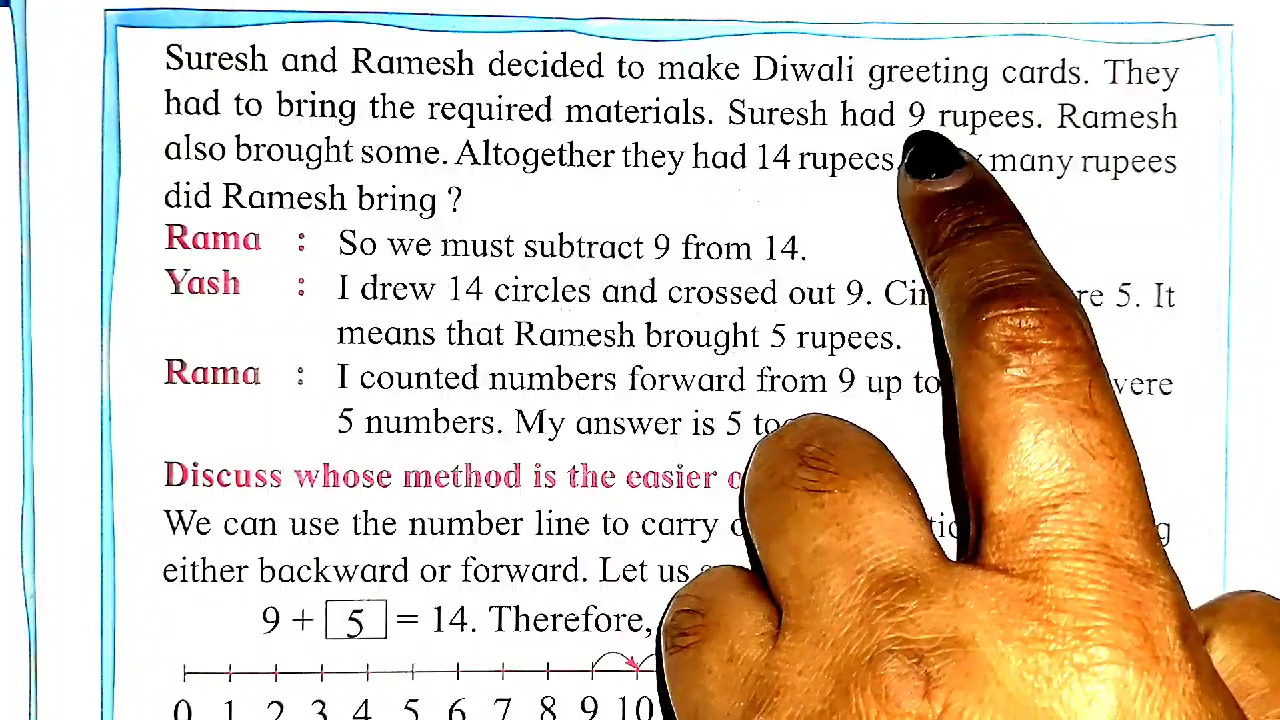 Suresh and Ramesh decided to make Diwali greeting cards. They
had to bring the required materials. Suresh had 9 rupees. Ramesh
also brought some. Altogether they had 14 rupees many rupees
did Ramesh bring ?
Rama : So we must subtract 9 from 14.
Yash : I drew 14 circles and crossed out 9. 5. It
means that Ramesh brought 5 rupees.
Rama : I counted numbers forward from 9 up to were
5 numbers. My answer is 5
Discuss whose method is the easier
We can use the number line to carry
either backward or forward. Let us
9 + 5 = 14. Therefore,
0 1 2 3 4 5 6 7 8 9 10